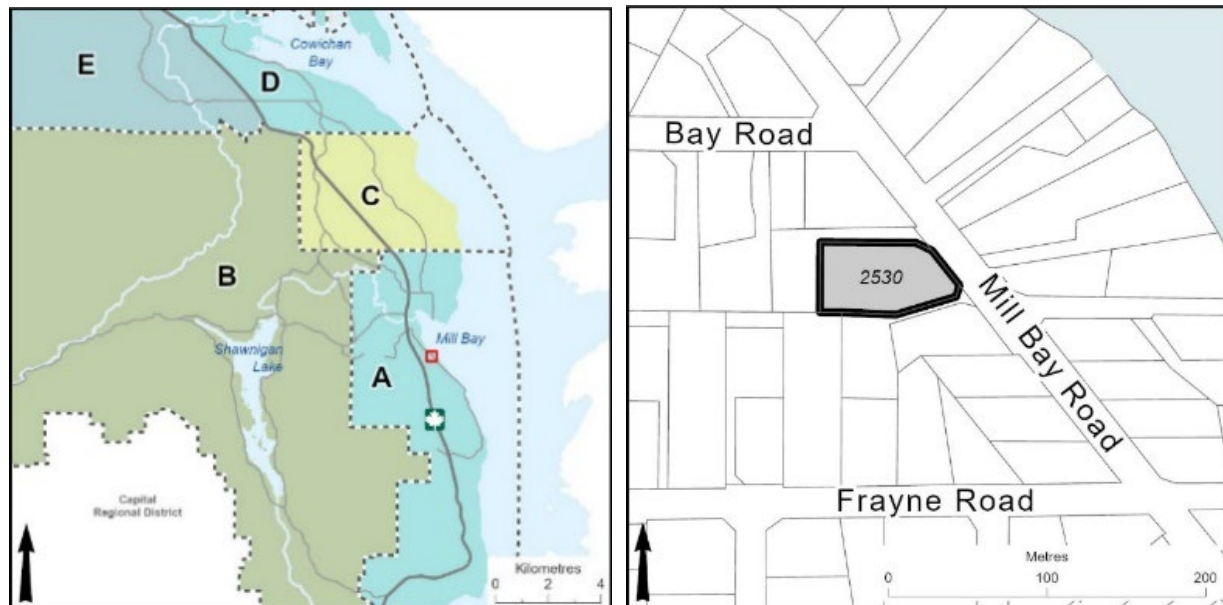 E
D
Cowichan
Bay
C
B
Shawnigan
Lake
Mill Bay
A
Capital
Regional District
Kilometres
0 2 4
Bay Road
2530
Mill Bay Road
Frayne Road
Metres
0 100 200